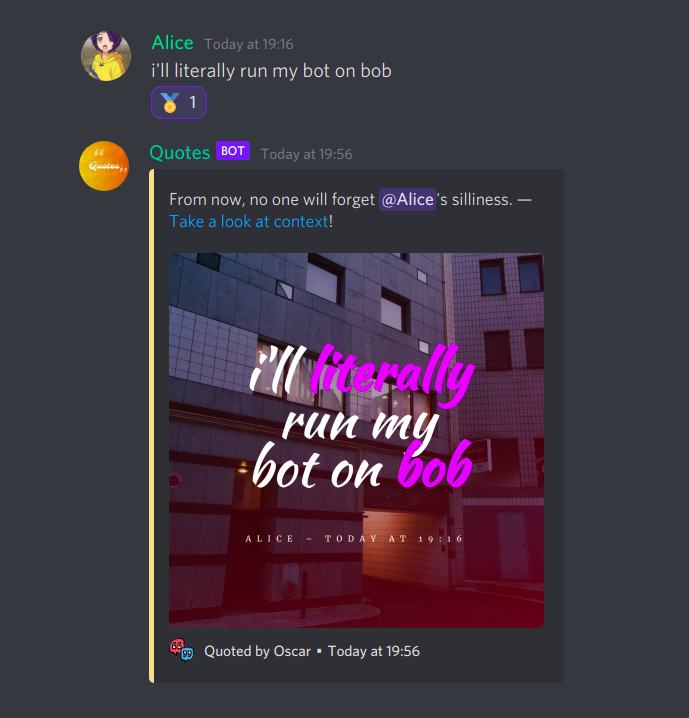 Alice Today at 19:16
i'll literally run my bot on bob
1
Quotes BOT Today at 19:56
Quotes
From now, no one will forget @Alice's silliness. —
Take a look at context!
i'll literally
run my
bot on bob
ALICE – TODAY AT 19:16
Quoted by Oscar • Today at 19:56